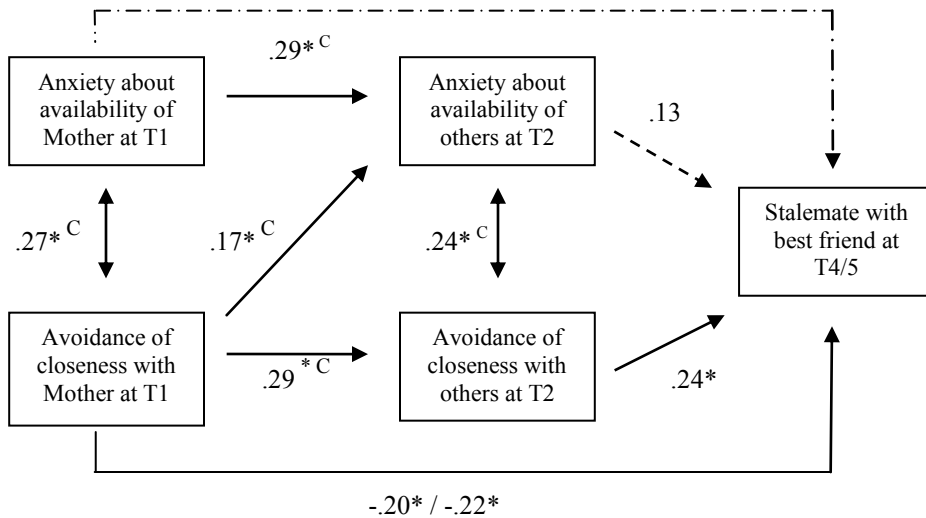 .29* C
Anxiety about
availability of
Mother at T1
Anxiety about
availability of
others at T2
.13
Stalemate with
best friend at
T4/5
.27* C
.17* C
.24* C
Avoidance of
closeness with
Mother at T1
.29 * C
Avoidance of
closeness with
others at T2
.24*
-.20* / -.22*